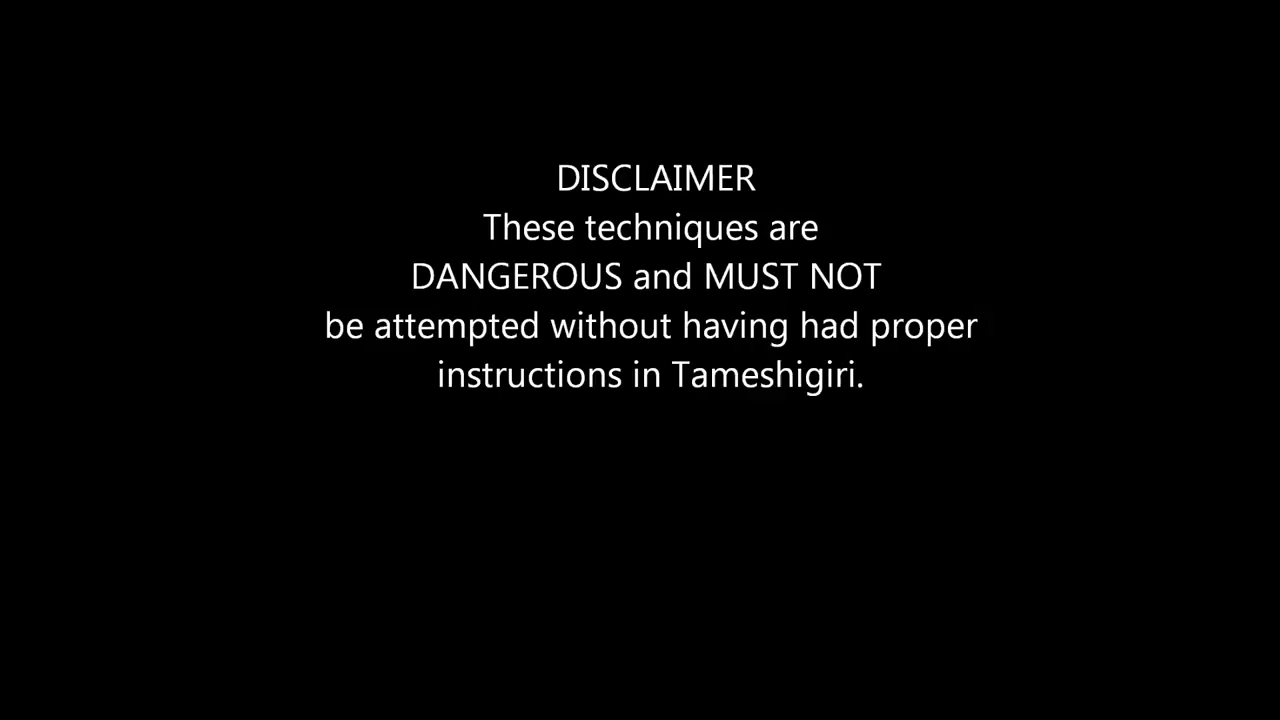 DISCLAIMER
These techniques are
DANGEROUS and MUST NOT
be attempted without having had proper
instructions in Tameshigiri.